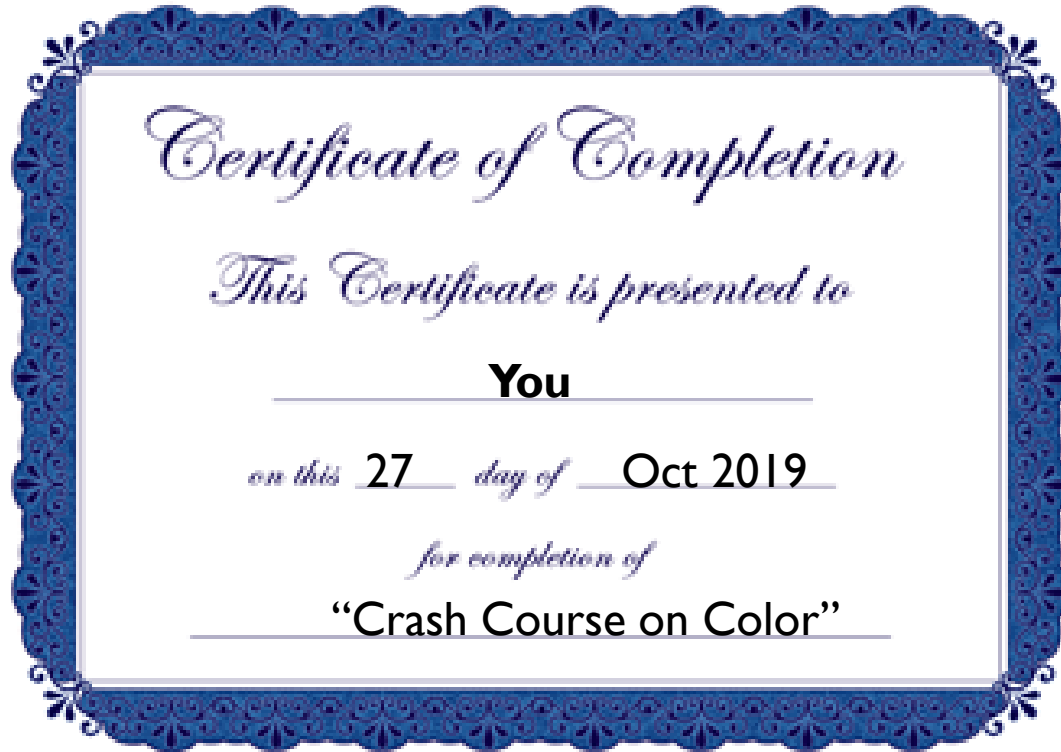 Certificate of Completion
This Certificate is presented to
You
on this 27 day of Oct 2019
for completion of
“Crash Course on Color”